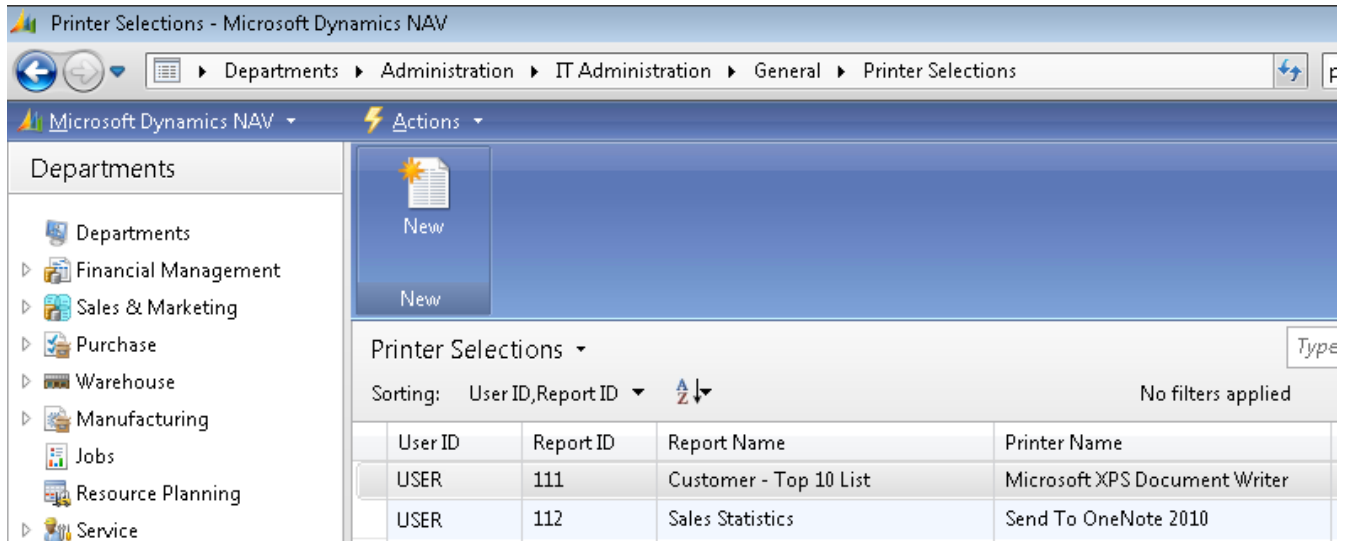 Printer Selections - Microsoft Dynamics NAV
Departments Administration IT Administration General Printer Selections
Microsoft Dynamics NAV Actions
Departments
New
New
Departments
Financial Management
Sales & Marketing
Purchase
Warehouse
Manufacturing
Jobs
Resource Planning
Service
Printer Selections Type
Sorting: User ID,Report ID No filters applied
User ID Report ID Report Name Printer Name
USER 111 Customer - Top 10 List Microsoft XPS Document Writer
USER 112 Sales Statistics Send To OneNote 2010